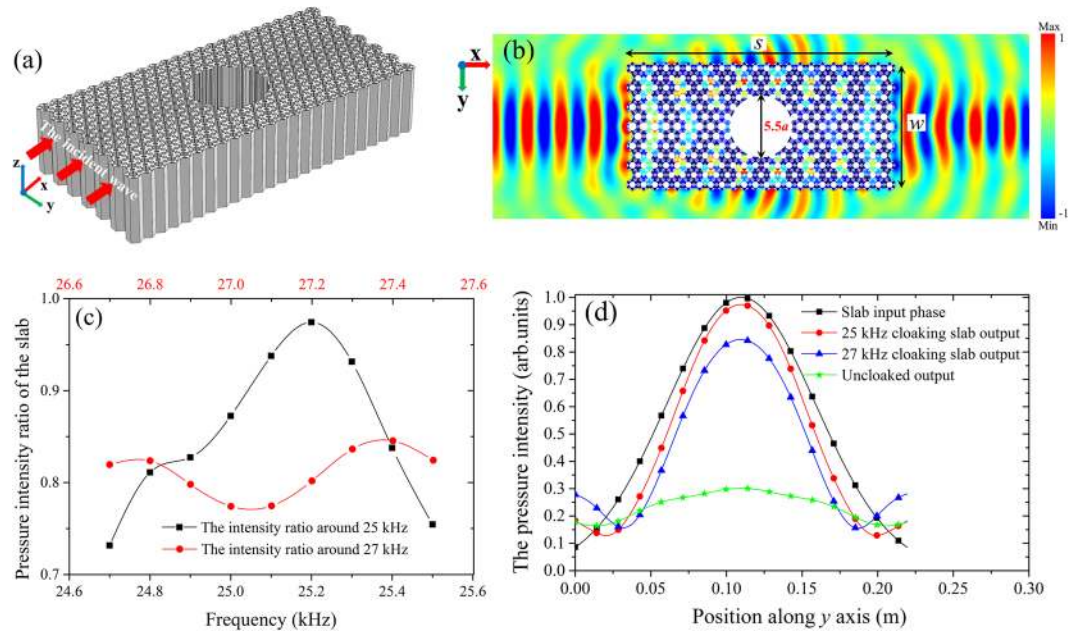 (a)
The incident wave
z
x
y
(b)
x
y
s
w
5.5a
Max
1
-1
Min
26.6 26.8 27.0 27.2 27.4 27.6
(c)
1.0
0.9
0.8
0.7
Pressure intensity ratio of the slab
The intensity ratio around 25 kHz
The intensity ratio around 27 kHz
24.6 24.8 25.0 25.2 25.4 25.6
Frequency (kHz)
(d)
1.0
0.9
0.8
0.7
0.6
0.5
0.4
0.3
0.2
0.1
0.0
The pressure intensity (arb.units)
Slab input phase
25 kHz cloaking slab output
27 kHz cloaking slab output
Uncloaked output
0.00 0.05 0.10 0.15 0.20 0.25
Position along y axis (m)